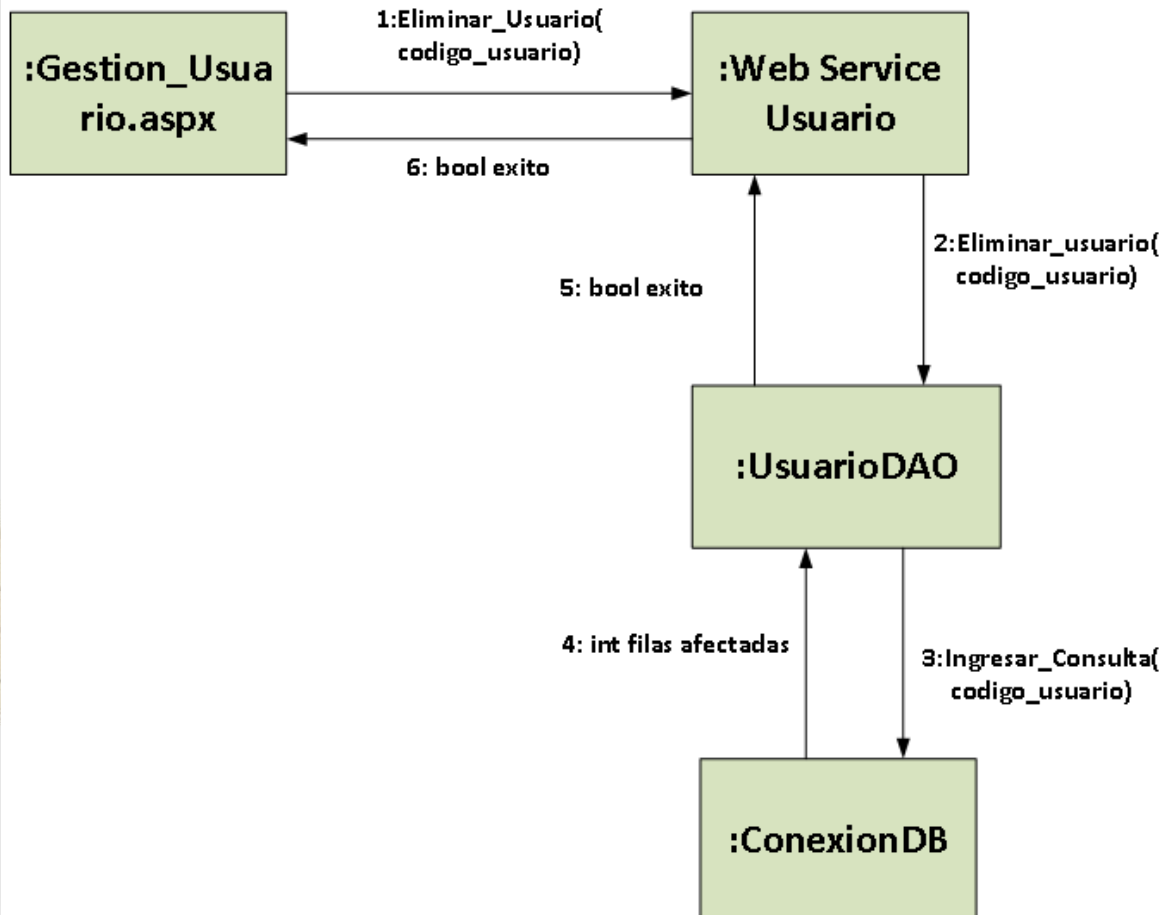 1:Eliminar_Usuario(
codigo_usuario)
:Gestion_Usua
rio.aspx
:Web Service
Usuario
6: bool exito
2:Eliminar_usuario(
codigo_usuario)
5: bool exito
:UsuarioDAO
4: int filas afectadas
3:Ingresar_Consulta(
codigo_usuario)
:ConexionDB